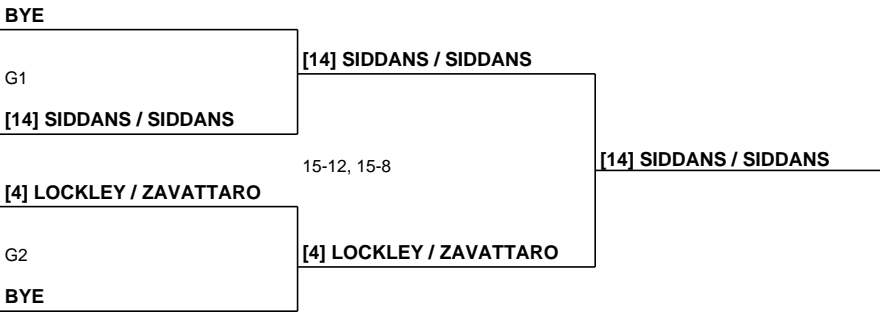 BYE
G1
[14] SIDDANS / SIDDANS
[4] LOCKLEY / ZAVATTARO
G2
BYE
[14] SIDDANS / SIDDANS
15-12, 15-8
[4] LOCKLEY / ZAVATTARO
[14] SIDDANS / SIDDANS